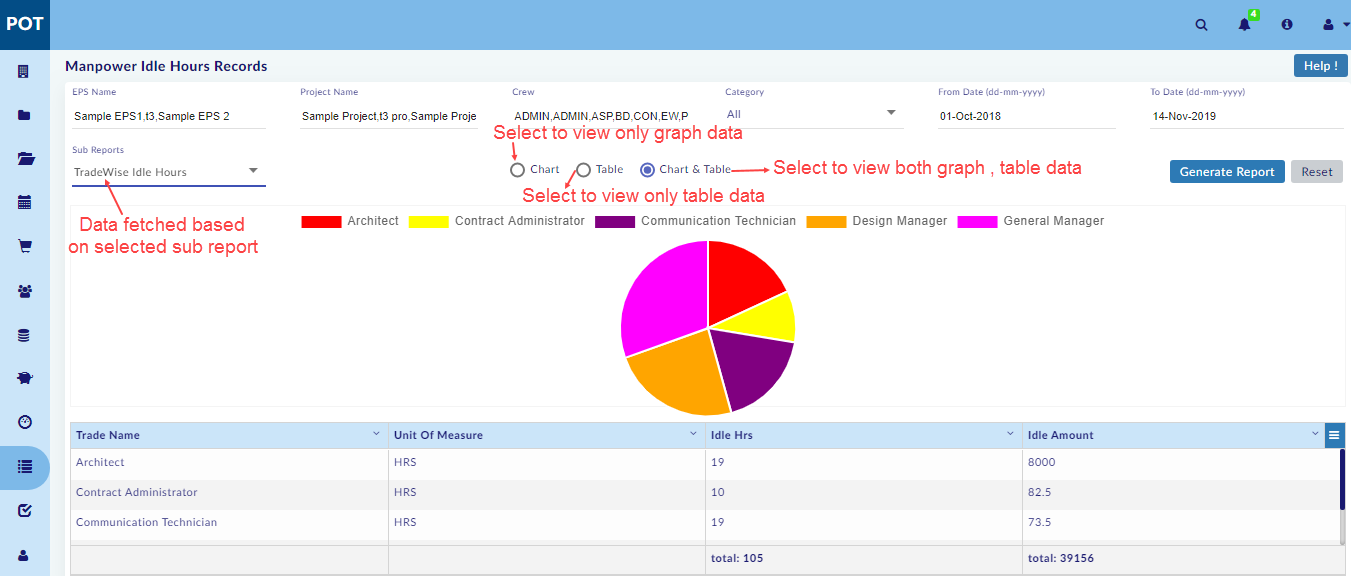 POT
4
Manpower Idle Hours Records
Help !
EPS Name
Project Name
Crew
Category
From Date (dd-mm-yyyy)
To Date (dd-mm-yyyy)
Sample EPS1,t3,Sample EPS 2
Sample Project,t3 pro,Sample Proje
ADMIN,ADMIN,ASP,BD,CON,EW,P
All
01-Oct-2018
14-Nov-2019
Select to view only graph data
Sub Reports
TradeWise Idle Hours
Chart
Table
Chart & Table
Select to view both graph , table data
Generate Report
Reset
Select to view only table data
Data fetched based
on selected sub report
Architect
Contract Administrator
Communication Technician
Design Manager
General Manager
Trade Name
Unit Of Measure
Idle Hrs
Idle Amount
Architect
HRS
19
8000
Contract Administrator
HRS
10
82.5
Communication Technician
HRS
19
73.5
total: 105
total: 39156